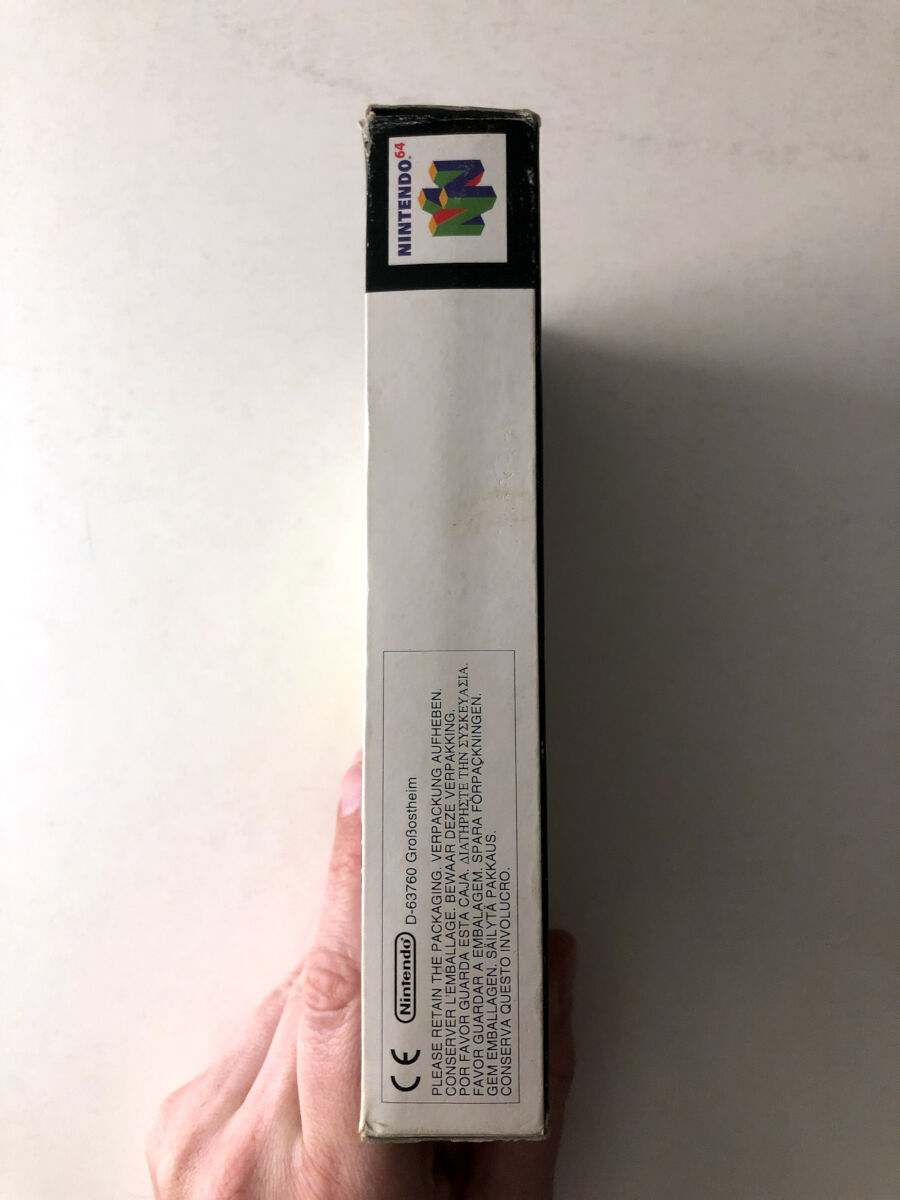 NINTENDO64
CE Nintendo® D-63760 Großostheim
PLEASE RETAIN THE PACKAGING. VERPACKUNG AUFHEBEN.
CONSERVER L'EMBALLAGE. BEWAAR DEZE VERPAKKING.
POR FAVOR GUARDA ESTA CAJA. ΔΙΑΤΗΡΗΣΤΕ ΤΗΝ ΣΥΣΚΕΥΑΣΙΑ.
FAVOR GUARDAR A EMBALAGEM. SPARA FÖRPACKNINGEN.
GEM EMBALLAGEN. SÄILYTÄ PAKKAUS.
CONSERVA QUESTO INVOLUCRO.